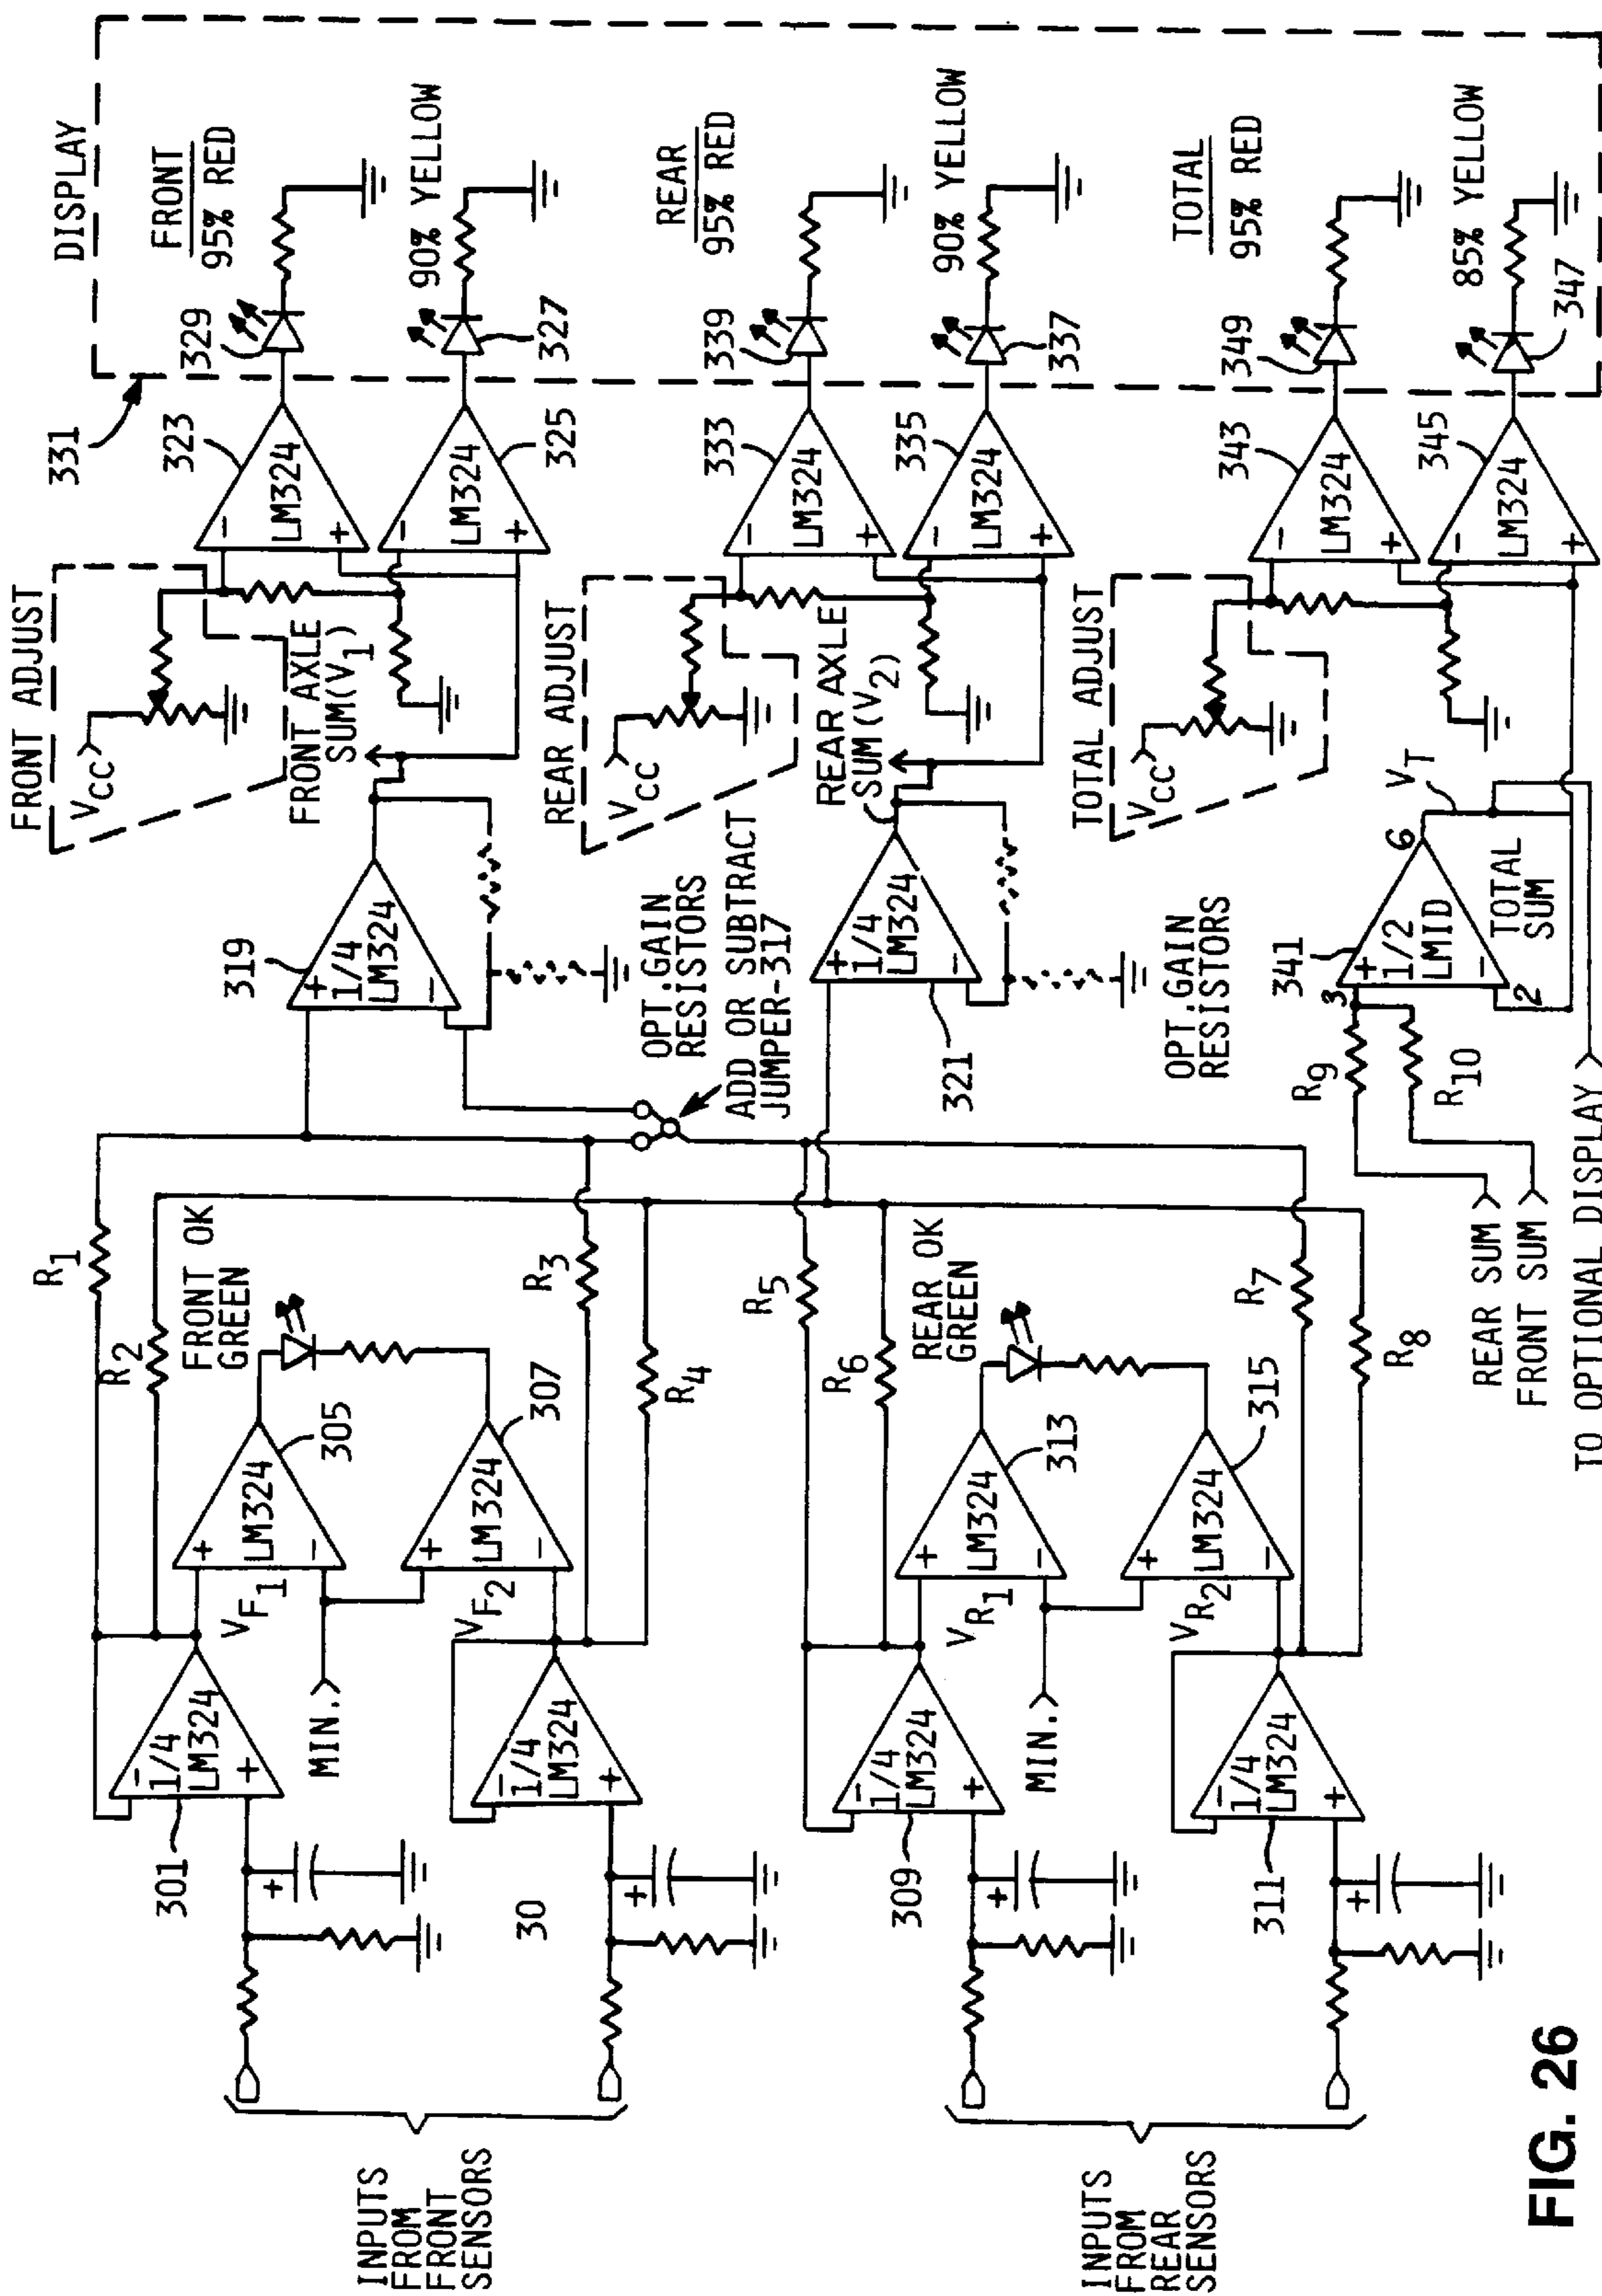 DISPLAY
331
FRONT ADJUST
VCC
FRONT AXLE
SUM(V1)
323
LM324
-
+
325
LM324
-
+
329
FRONT
95% RED
327
90% YELLOW
REAR ADJUST
VCC
REAR AXLE
SUM(V2)
333
LM324
-
+
335
LM324
-
+
339
REAR
95% RED
337
90% YELLOW
TOTAL ADJUST
VCC
343
LM324
-
+
345
LM324
-
+
349
TOTAL
95% RED
347
85% YELLOW
319
+
1/4
LM324
-
OPT.GAIN
RESISTORS
ADD OR SUBTRACT
JUMPER-317
+
1/4
LM324
-
321
OPT.GAIN
RESISTORS
341
3
+
1/2
LMID
-
2
6
VT
TOTAL
SUM
R9
R10
REAR SUM
FRONT SUM
TO OPTIONAL DISPLAY
R1
R2
FRONT OK
GREEN
305
+
LM324
-
VF1
MIN.
307
+
LM324
-
VF2
R3
R4
301
-
1/4
LM324
+
30
-
1/4
LM324
+
R5
R6
REAR OK
GREEN
313
+
LM324
-
VR1
MIN.
315
+
LM324
-
VR2
R7
R8
309
-
1/4
LM324
+
311
-
1/4
LM324
+
+
+
+
+
INPUTS
FROM
FRONT
SENSORS
INPUTS
FROM
REAR
SENSORS
FIG. 26